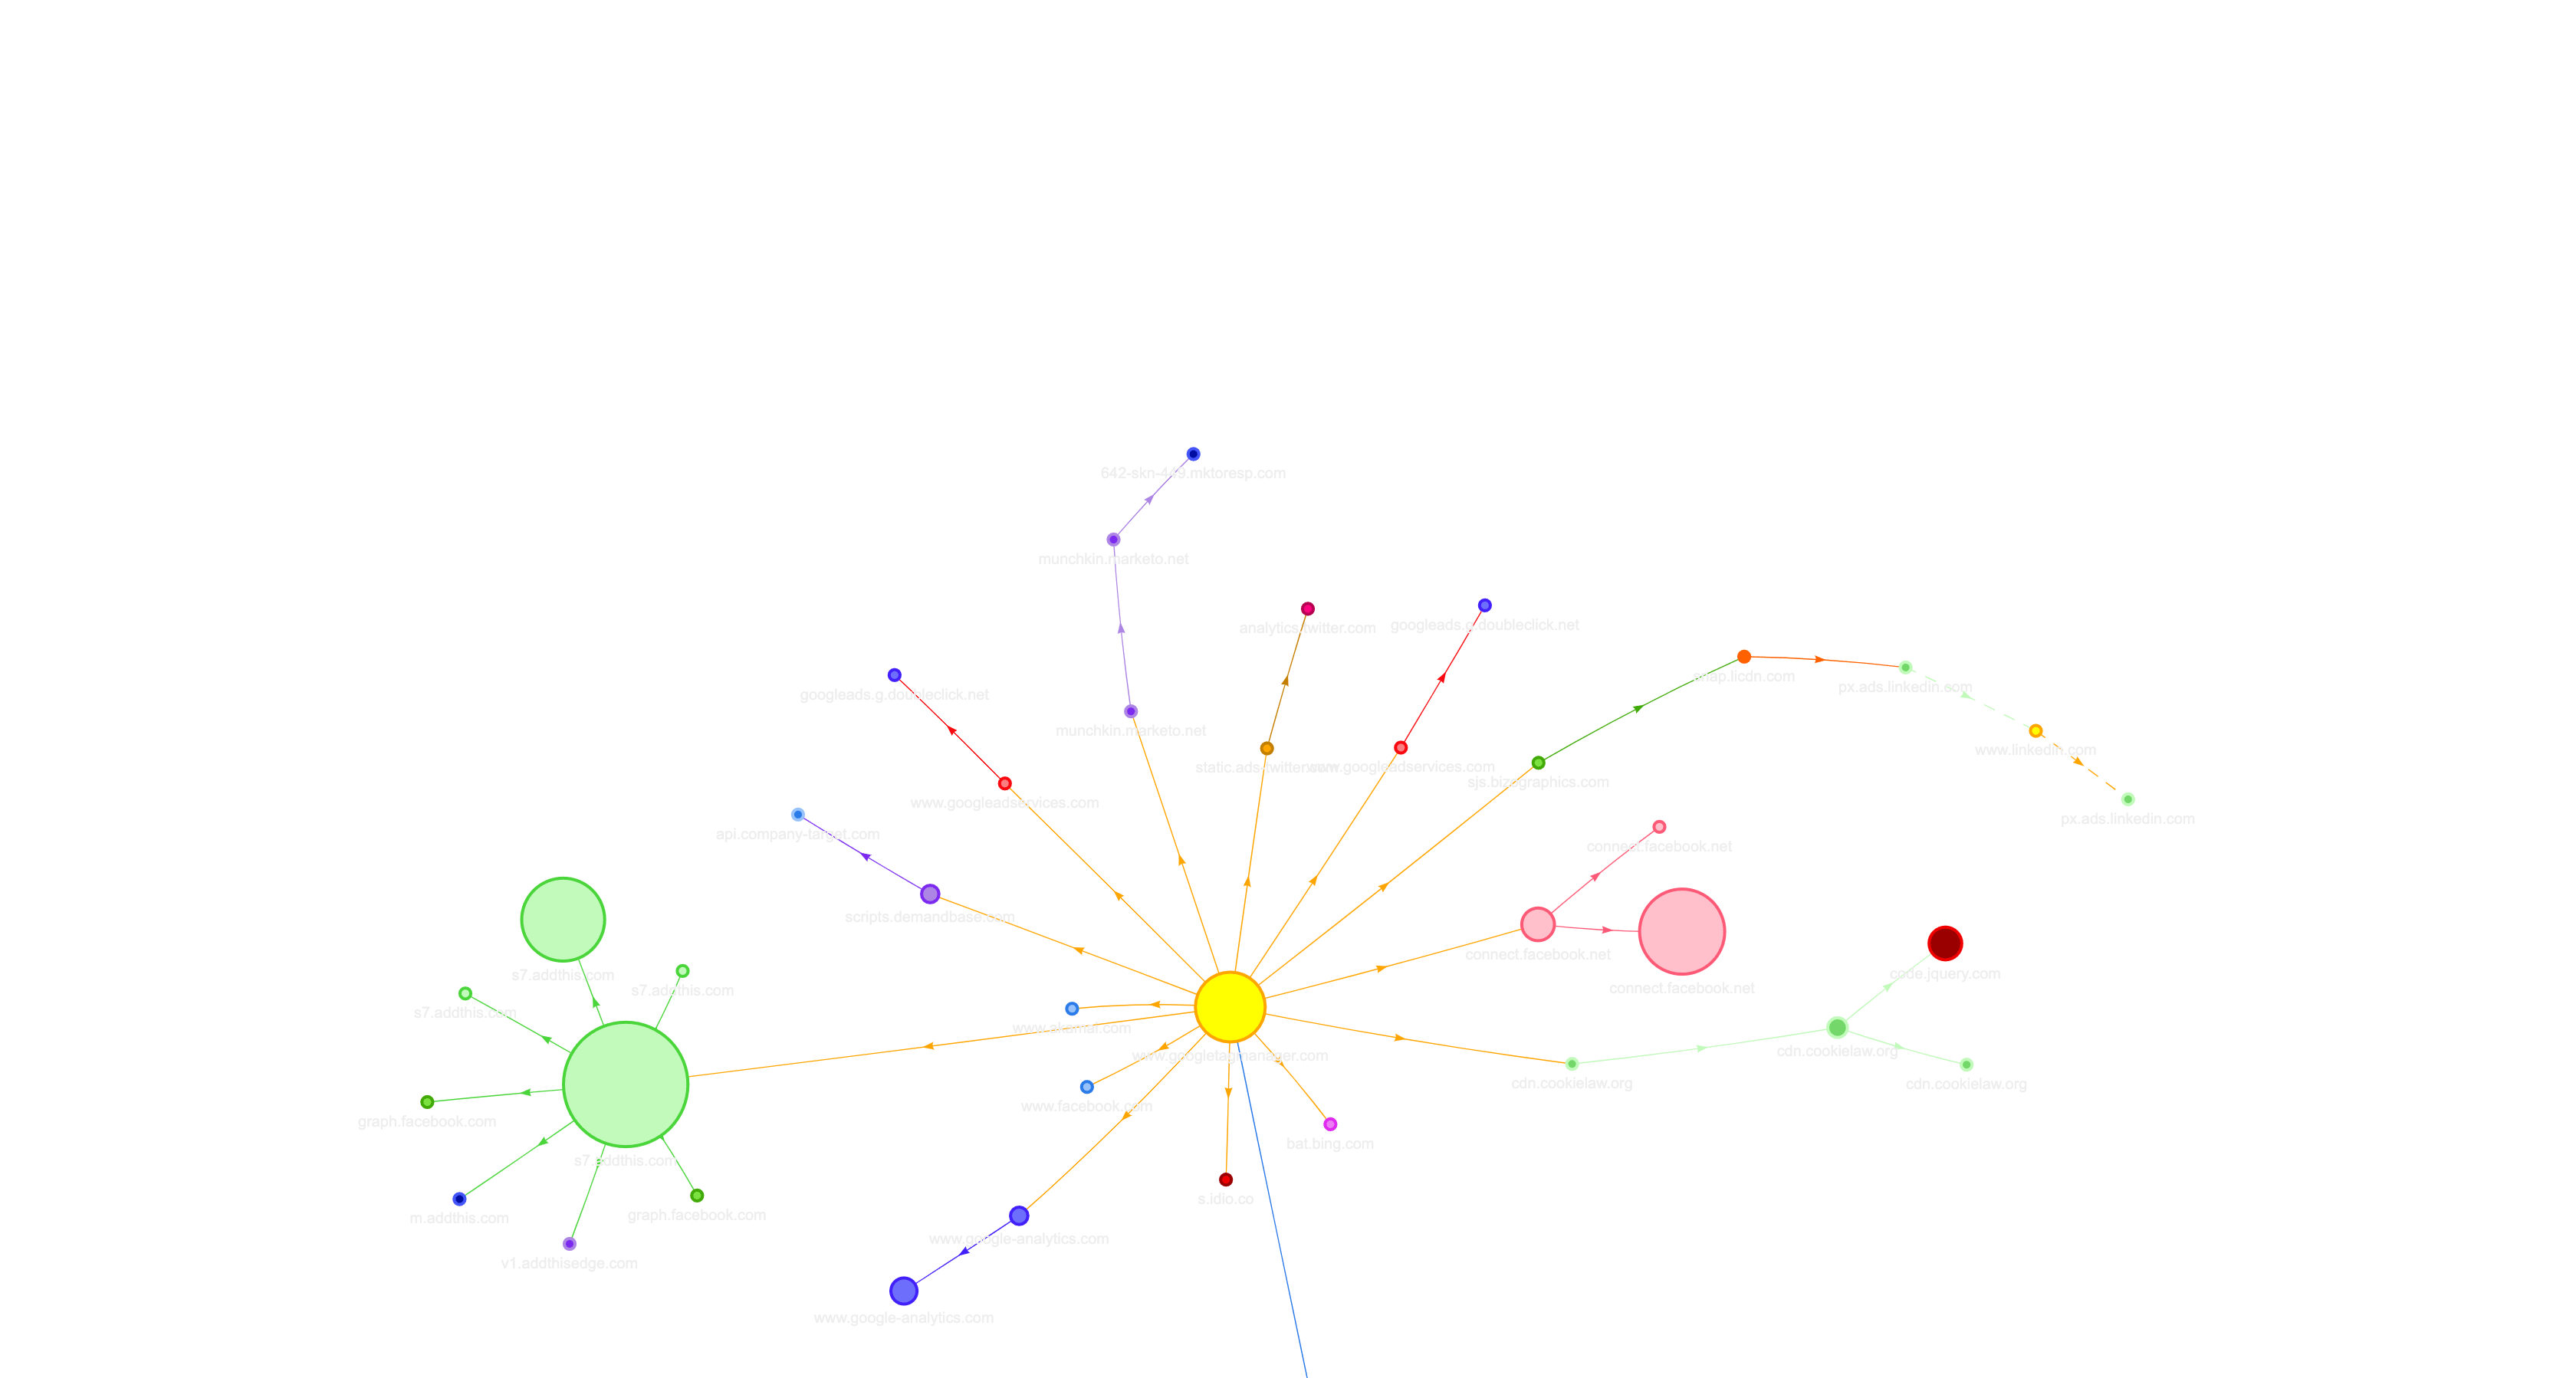 642-skn-449.mktoresp.com
munchkin.marketo.net
analytics.twitter.com
googleads.g.doubleclick.net
snap.licdn.com
px.ads.linkedin.com
googleads.g.doubleclick.net
munchkin.marketo.net
www.linkedin.com
static.ads-twitter.com
www.googleadservices.com
sjs.bizographics.com
www.googleadservices.com
px.ads.linkedin.com
api.company-target.com
connect.facebook.net
scripts.demandbase.com
connect.facebook.net
s7.addthis.com
code.jquery.com
s7.addthis.com
connect.facebook.net
s7.addthis.com
www.akamai.com
www.googletagmanager.com
cdn.cookielaw.org
cdn.cookielaw.org
cdn.cookielaw.org
www.facebook.com
graph.facebook.com
bat.bing.com
s7.addthis.com
s.idio.co
graph.facebook.com
m.addthis.com
www.google-analytics.com
v1.addthisedge.com
www.google-analytics.com